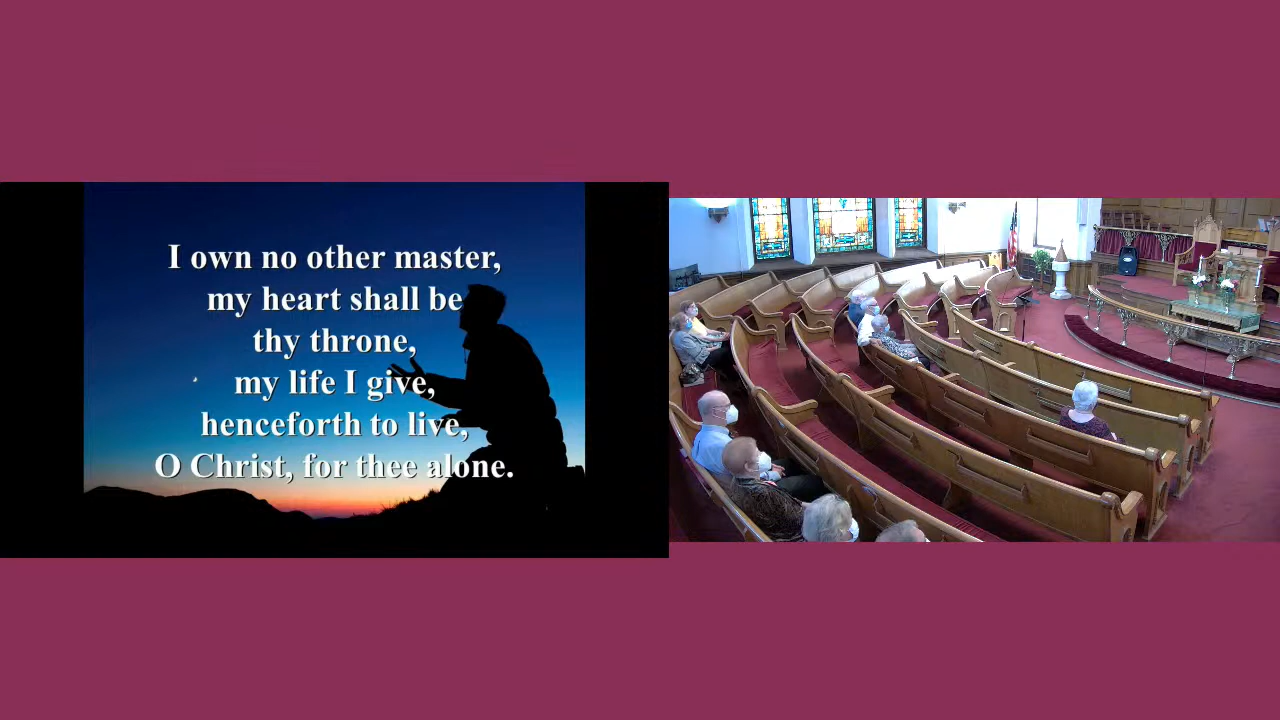 I own no other master,
my heart shall be
thy throne,
my life I give,
henceforth to live,
O Christ, for thee alone.